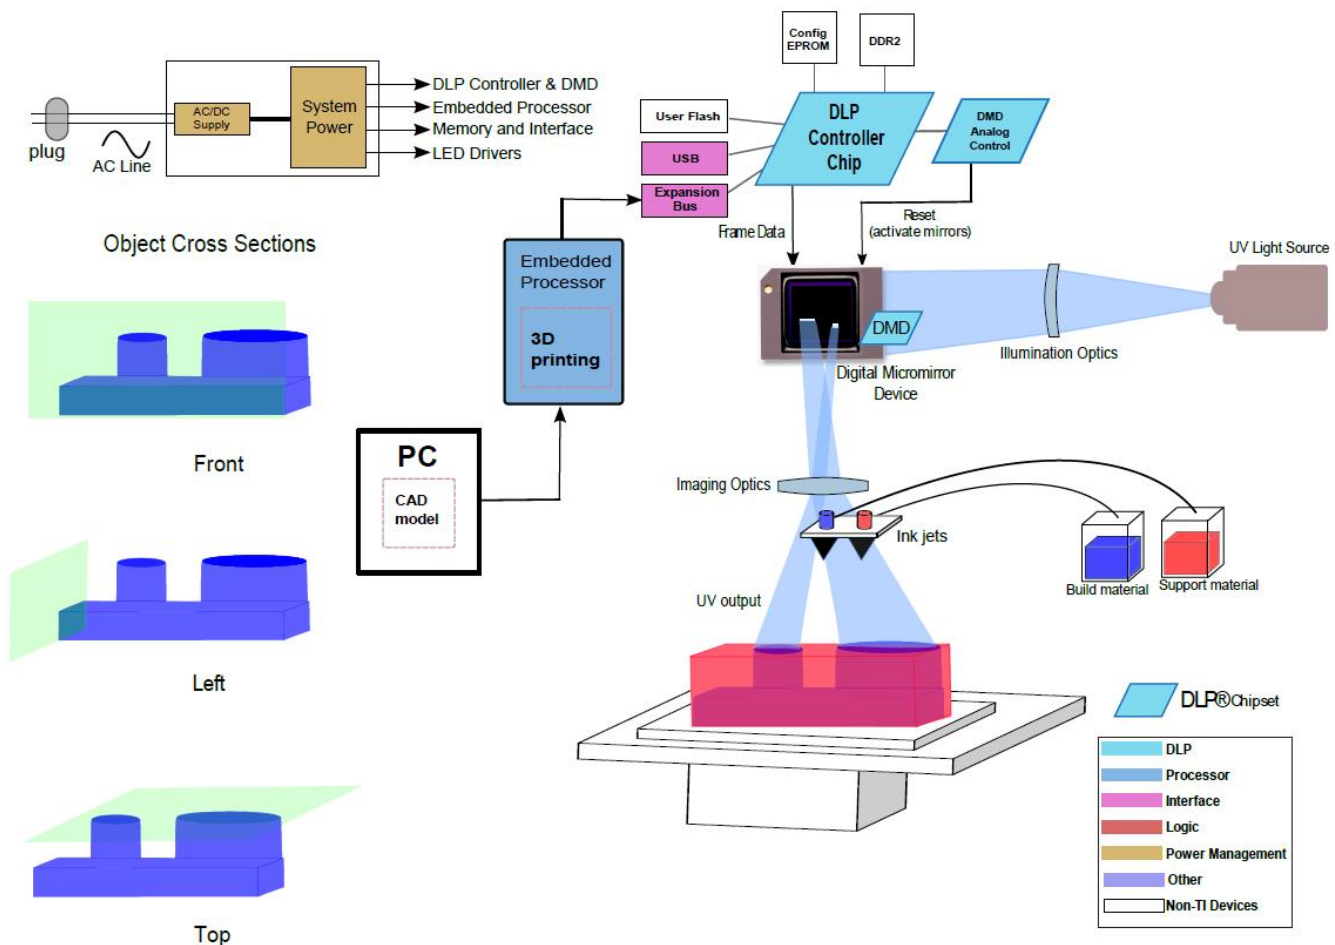 Config
EPROM
DDR2
AC/DC
Supply
System
Power
DLP Controller & DMD
Embedded Processor
Memory and Interface
LED Drivers
plug
AC Line
User Flash
USB
Expansion
Bus
DLP
Controller
Chip
DMD
Analog
Control
Frame Data
Reset
(activate mirrors)
UV Light Source
Object Cross Sections
Embedded
Processor
3D
printing
DMD
Illumination Optics
Digital Micromirror
Device
Front
PC
CAD
model
Imaging Optics
Ink jets
Build material
Support material
UV output
Left
DLP®Chipset
DLP
Processor
Interface
Logic
Power Management
Other
Non-TI Devices
Top